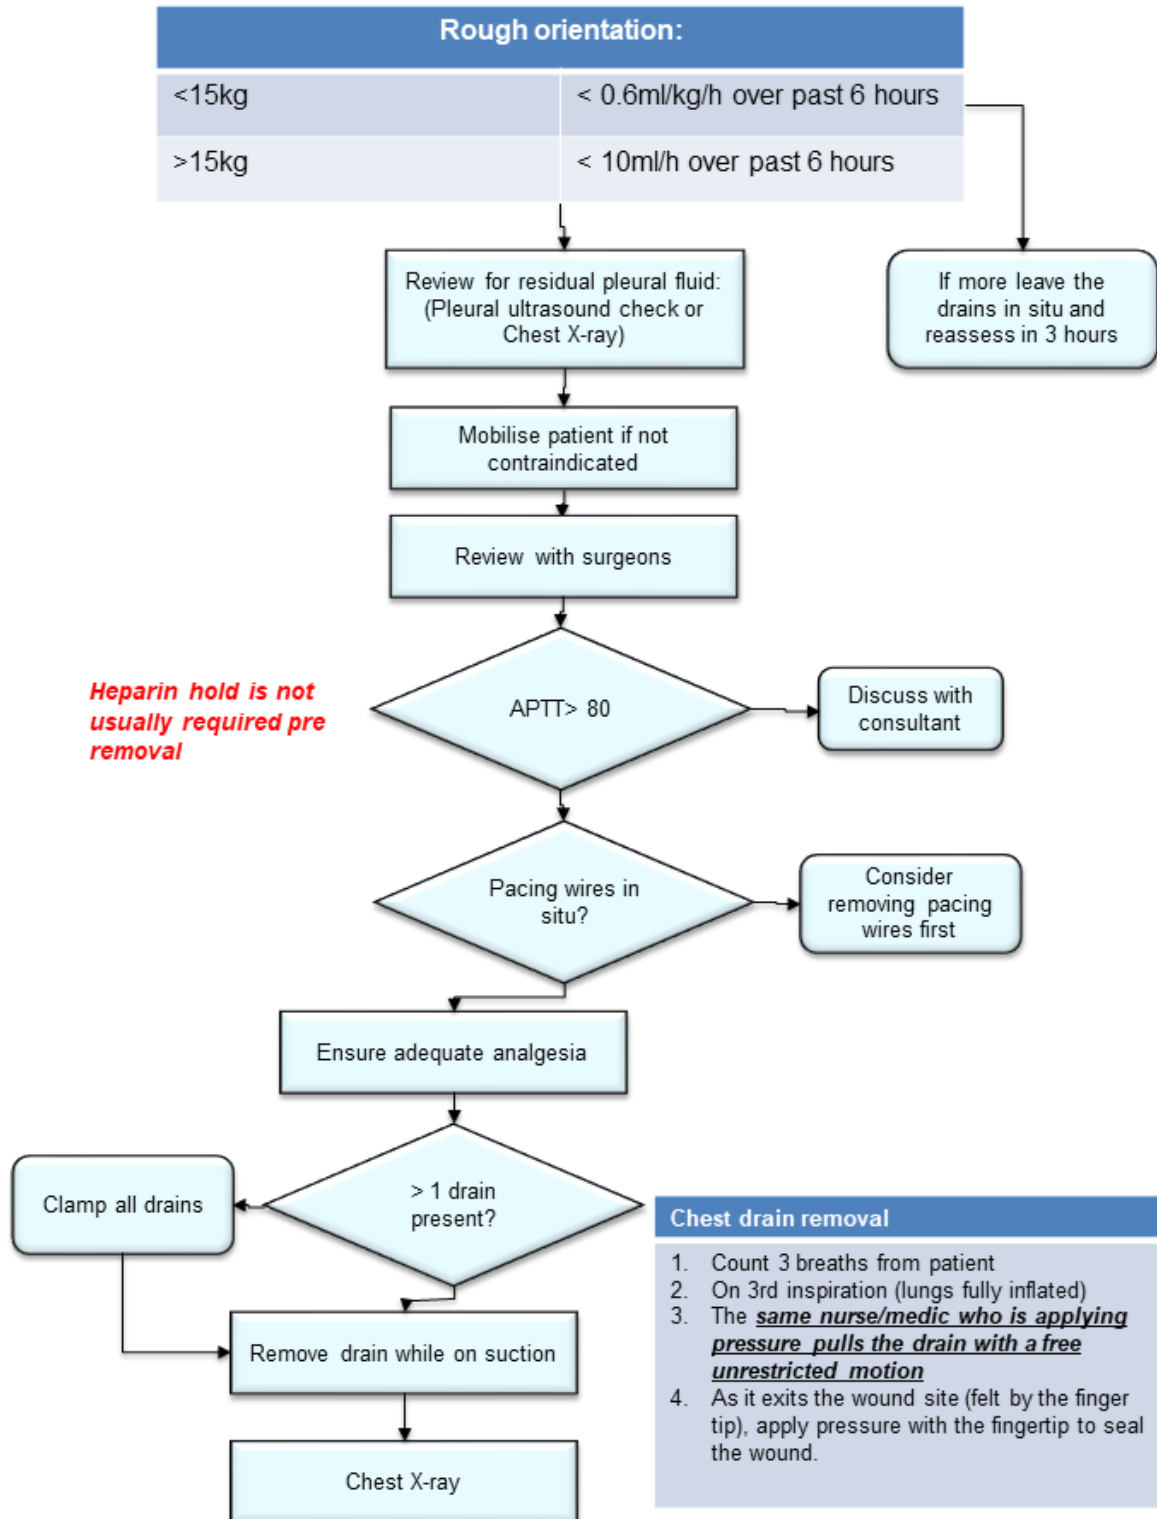 Rough orientation:
<15kg
< 0.6ml/kg/h over past 6 hours
>15kg
< 10ml/h over past 6 hours
Review for residual pleural fluid:
(Pleural ultrasound check or
Chest X-ray)
If more leave the
drains in situ and
reassess in 3 hours
Mobilise patient if not
contraindicated
Review with surgeons
Heparin hold is not
usually required pre
removal
APTT> 80
Discuss with
consultant
Pacing wires in
situ?
Consider
removing pacing
wires first
Ensure adequate analgesia
Clamp all drains
> 1 drain
present?
Remove drain while on suction
Chest X-ray
Chest drain removal
1. Count 3 breaths from patient
2. On 3rd inspiration (lungs fully inflated)
3. The same nurse/medic who is applying
pressure pulls the drain with a free
unrestricted motion
4. As it exits the wound site (felt by the finger
tip), apply pressure with the fingertip to seal
the wound.